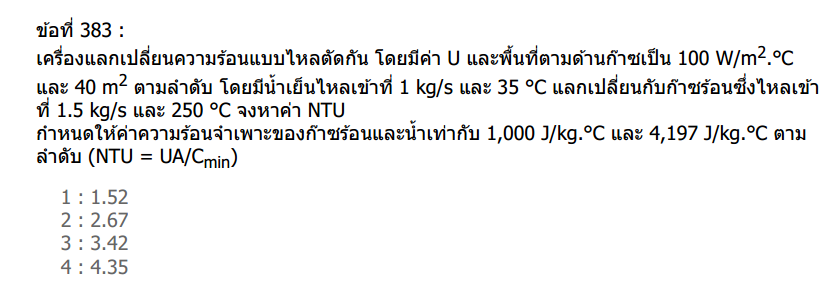 ข้อที่ 383 :
เครื่องแลกเปลี่ยนความร้อนแบบไหลตัดกัน โดยมีค่า U และพื้นที่ตามด้านก๊าซเป็น 100 W/m².ºC
และ 40 m² ตามลำดับ โดยมีน้ำเย็นไหลเข้าที่ 1 kg/s และ 35 ºC แลกเปลี่ยนกับก๊าซร้อนซึ่งไหลเข้า
ที่ 1.5 kg/s และ 250 ºC จงหาค่า NTU
กำหนดให้ค่าความร้อนจำเพาะของก๊าซร้อนและน้ำเท่ากับ 1,000 J/kg.ºC และ 4,197 J/kg.ºC ตาม
ลำดับ (NTU = UA/Cmin)
1 : 1.52
2 : 2.67
3 : 3.42
4 : 4.35